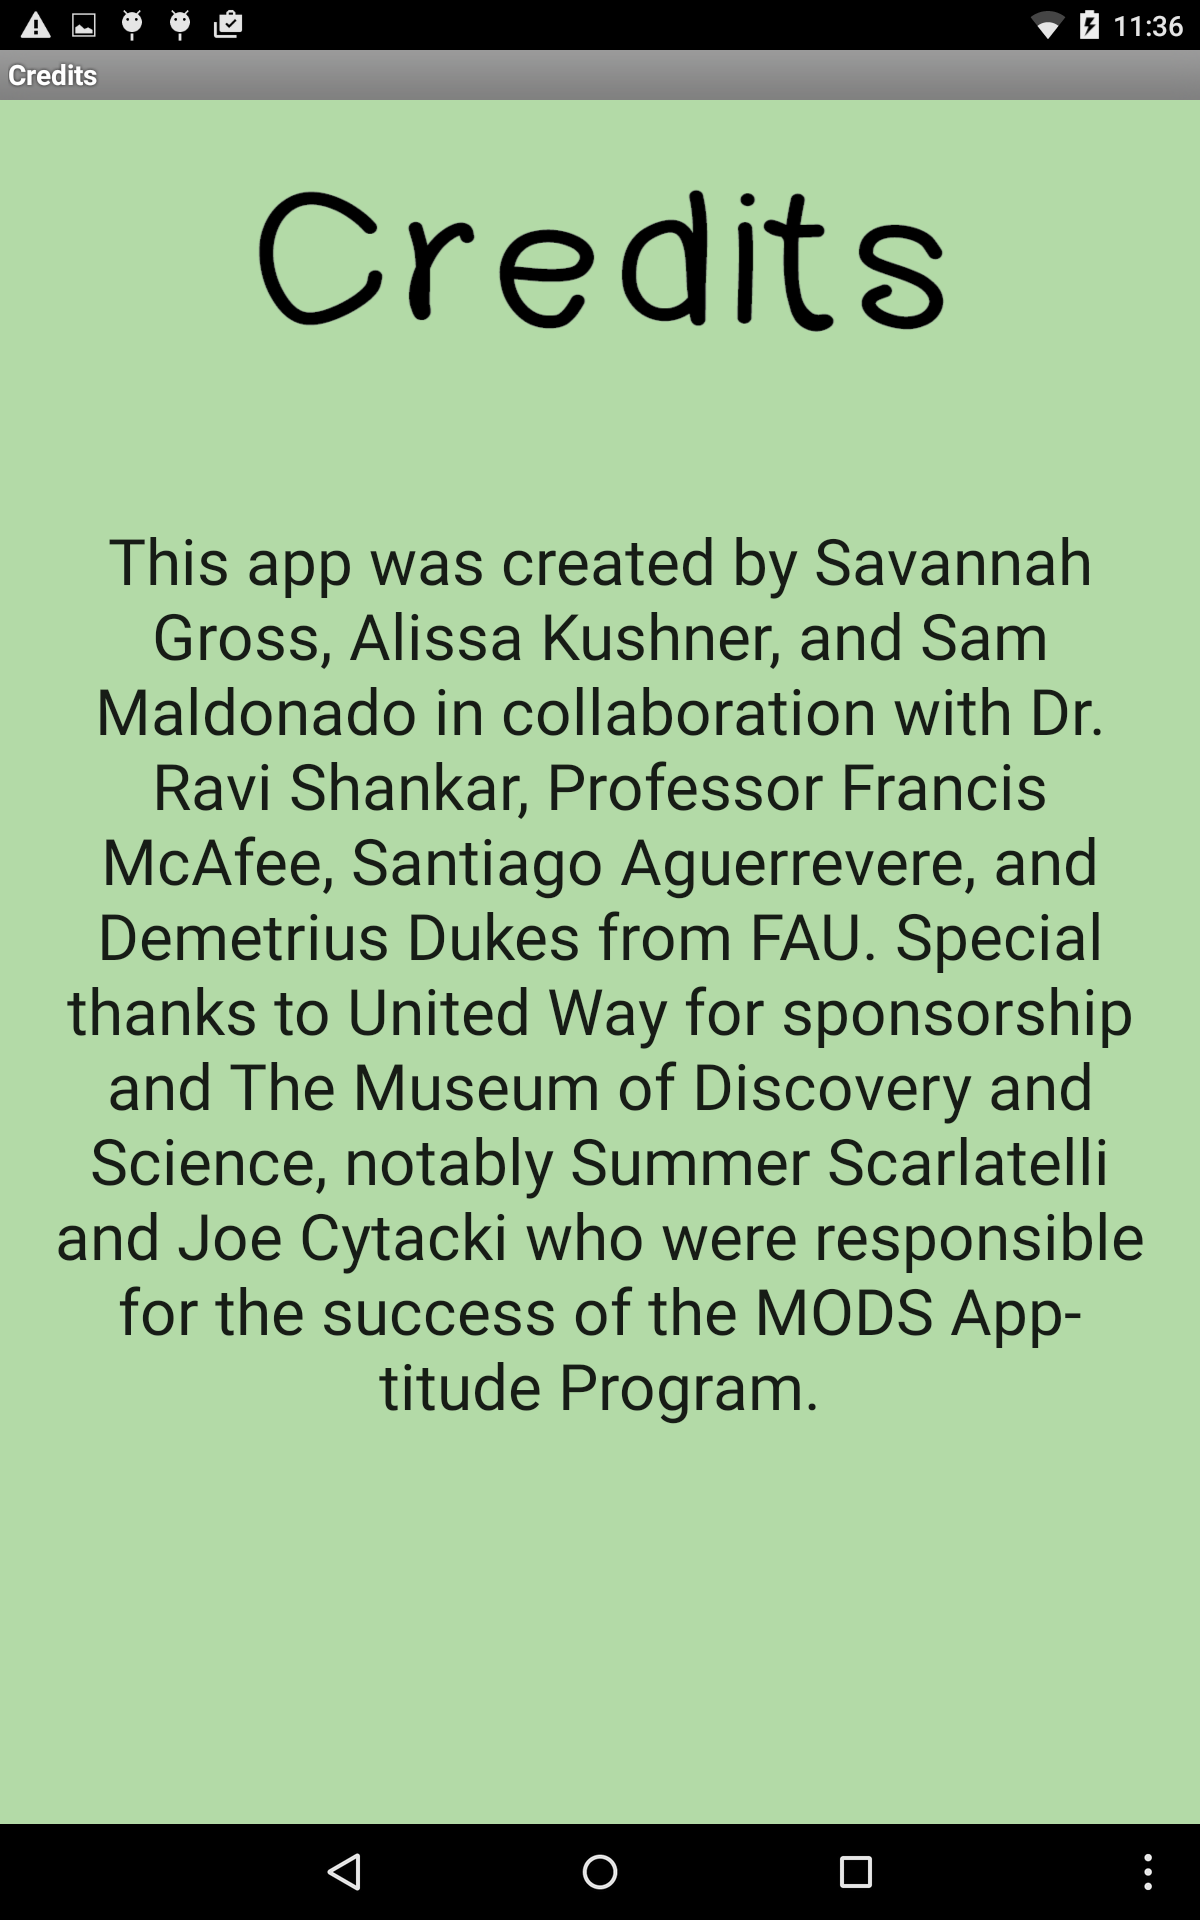 11:36
Credits
Credits
This app was created by Savannah
Gross, Alissa Kushner, and Sam
Maldonado in collaboration with Dr.
Ravi Shankar, Professor Francis
McAfee, Santiago Aguerrevere, and
Demetrius Dukes from FAU. Special
thanks to United Way for sponsorship
and The Museum of Discovery and
Science, notably Summer Scarlatelli
and Joe Cytacki who were responsible
for the success of the MODS App-
titude Program.